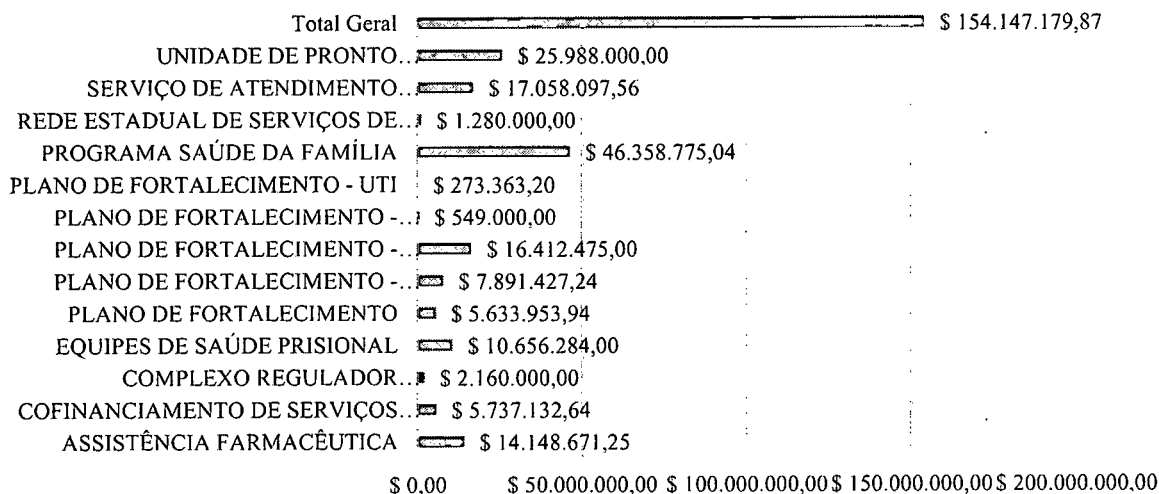 Total Geral $ 154.147.179,87
UNIDADE DE PRONTO... $ 25.988.000,00
SERVIÇO DE ATENDIMENTO... $ 17.058.097,56
REDE ESTADUAL DE SERVIÇOS DE... $ 1.280.000,00
PROGRAMA SAÚDE DA FAMÍLIA $ 46.358.775,04
PLANO DE FORTALECIMENTO - UTI $ 273.363,20
PLANO DE FORTALECIMENTO -... $ 549.000,00
PLANO DE FORTALECIMENTO -... $ 16.412.475,00
PLANO DE FORTALECIMENTO -... $ 7.891.427,24
PLANO DE FORTALECIMENTO $ 5.633.953,94
EQUIPES DE SAÚDE PRISIONAL $ 10.656.284,00
COMPLEXO REGULADOR... $ 2.160.000,00
COFINANCIAMENTO DE SERVIÇOS... $ 5.737.132,64
ASSISTÊNCIA FARMACÊUTICA $ 14.148.671,25
$ 0,00 $ 50.000.000,00 $ 100.000.000,00 $ 150.000.000,00 $ 200.000.000,00